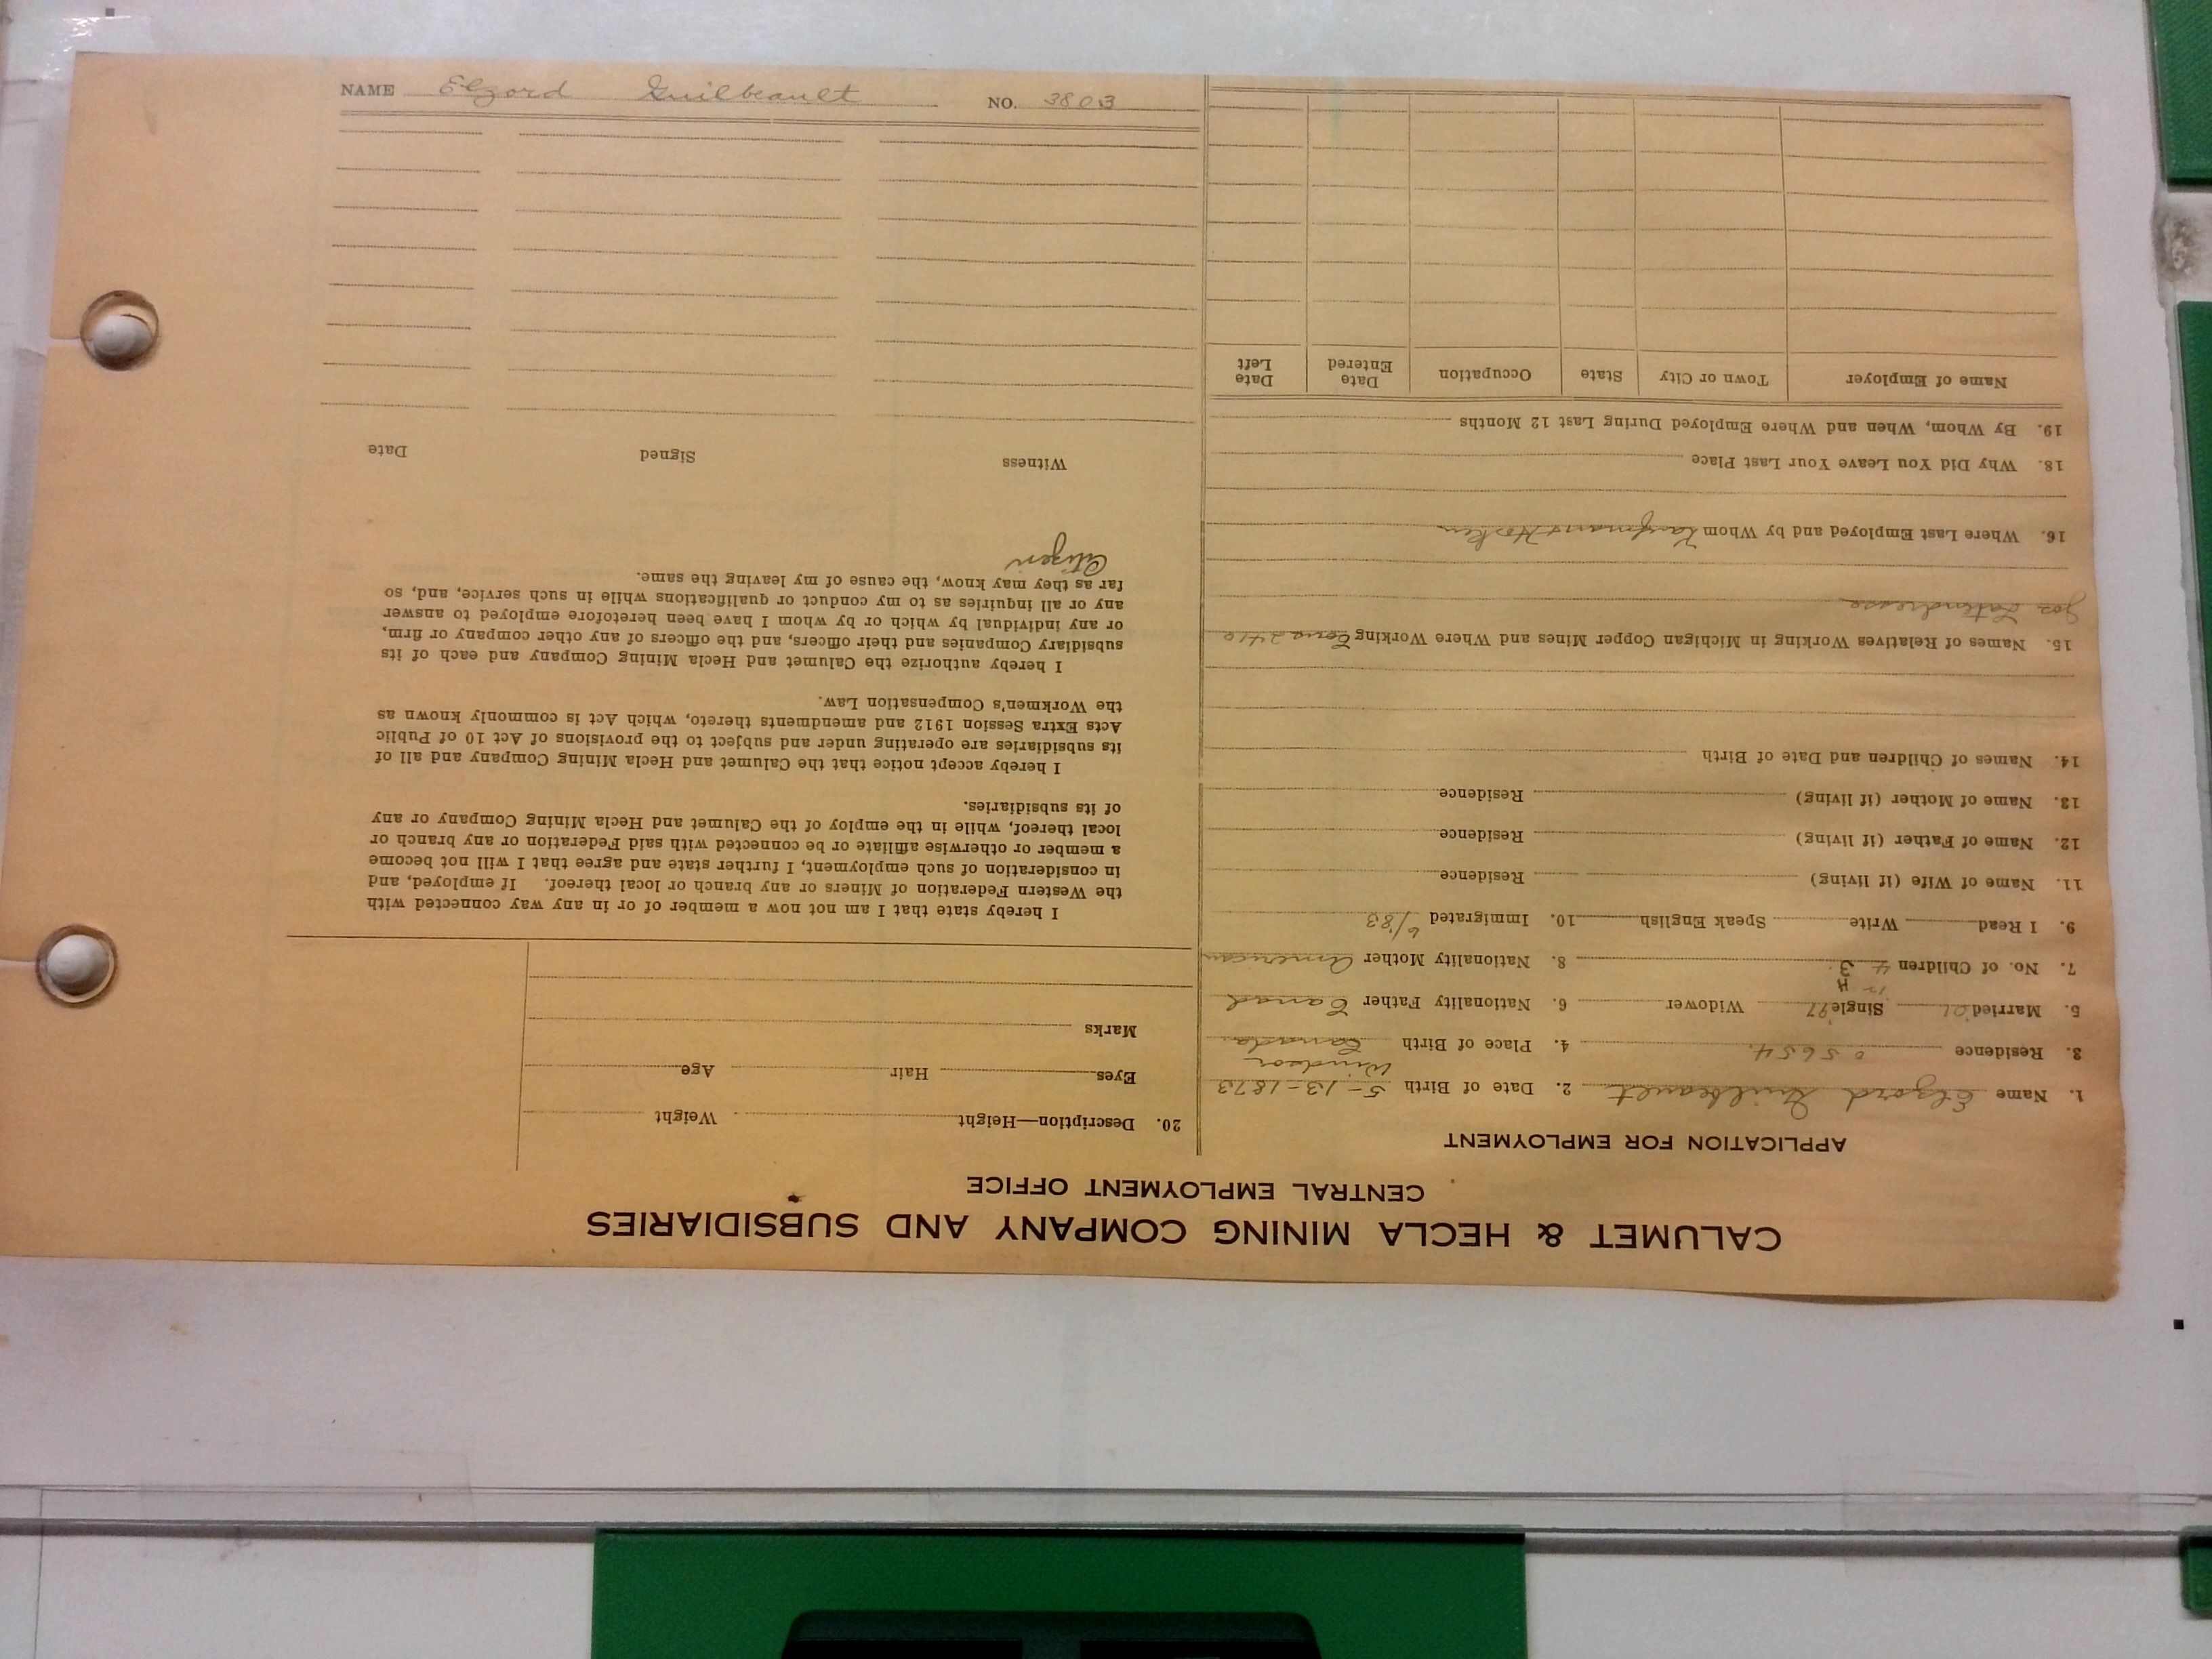 CALUMET & HECLA MINING COMPANY AND SUBSIDIARIES
CENTRAL EMPLOYMENT OFFICE
APPLICATION FOR EMPLOYMENT
1. Name Elzord Guilbeault 2. Date of Birth 5-13-1873
Windsor
3. Residence 05654 4. Place of Birth Canada
5. Married Single 97 Widower 6. Nationality Father Canad
7. No. of Children 4 3 8. Nationality Mother American
9. I Read Write Speak English 10. Immigrated 6/83
11. Name of Wife (if living) Residence
12. Name of Father (if living) Residence
13. Name of Mother (if living) Residence
14. Names of Children and Date of Birth
15. Names of Relatives Working in Michigan Copper Mines and Where Working
Jos
16. Where Last Employed and by Whom
18. Why Did You Leave Your Last Place
19. By Whom, When and Where Employed During Last 12 Months
Name of Employer Town or City State Occupation Date Entered Date Left
20. Description—Height Weight
Eyes Hair Age
Marks
I hereby state that I am not now a member of or in any way connected with
the Western Federation of Miners or any branch or local thereof. If employed, and
in consideration of such employment, I further state and agree that I will not become
a member or otherwise affiliate or be connected with said Federation or any branch or
local thereof, while in the employ of the Calumet and Hecla Mining Company or any
of its subsidiaries.
I hereby accept notice that the Calumet and Hecla Mining Company and all of
its subsidiaries are operating under and subject to the provisions of Act 10 of Public
Acts Extra Session 1912 and amendments thereto, which Act is commonly known as
the Workmen's Compensation Law.
I hereby authorize the Calumet and Hecla Mining Company and each of its
subsidiary Companies and their officers, and the officers of any other company or firm,
or any individual by which or by whom I have been heretofore employed to answer
any or all inquiries as to my conduct or qualifications while in such service, and, so
far as they may know, the cause of my leaving the same.
Citizen
Witness Signed Date
NAME Elzord Guilbeault NO. 3803